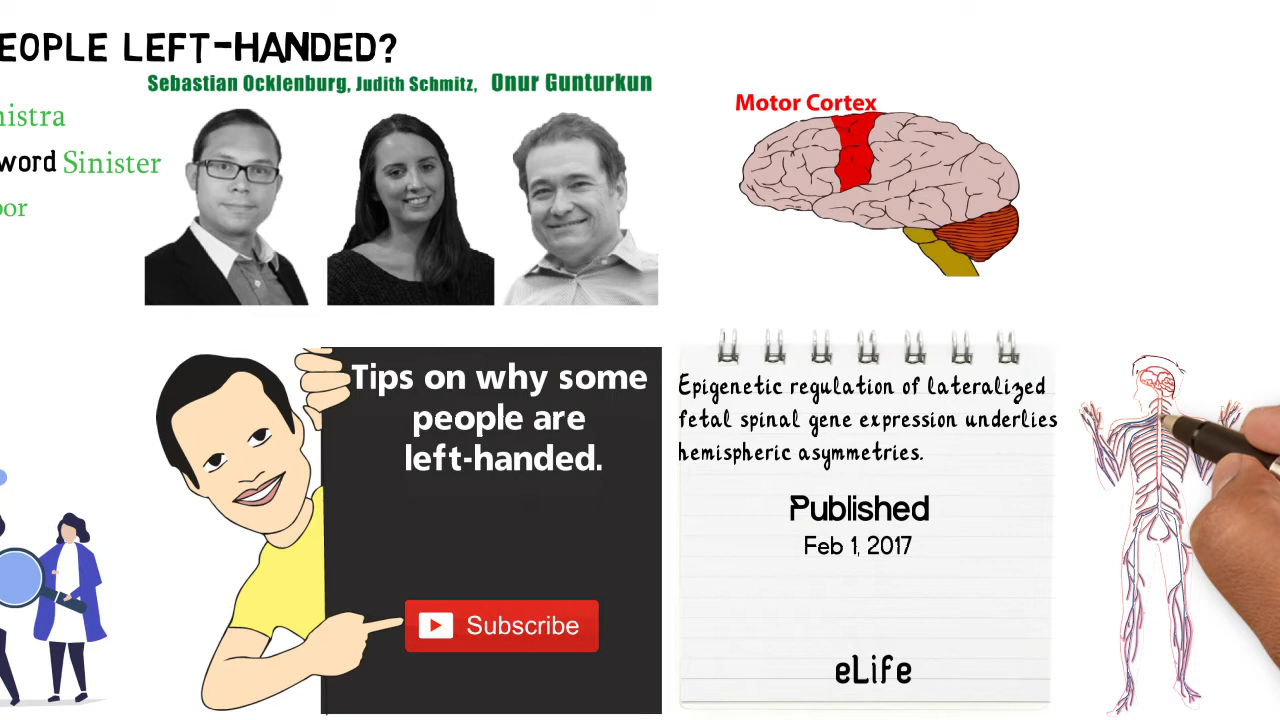 EOPLE LEFT-HANDED?
Sebastian Ocklenburg, Judith Schmitz, Onur Gunturkun
nistra
word Sinister
oor
Motor Cortex
Tips on why some
people are
left-handed.
Subscribe
Epigenetic regulation of lateralized
fetal spinal gene expression underlies
hemispheric asymmetries.
Published
Feb 1, 2017
eLife